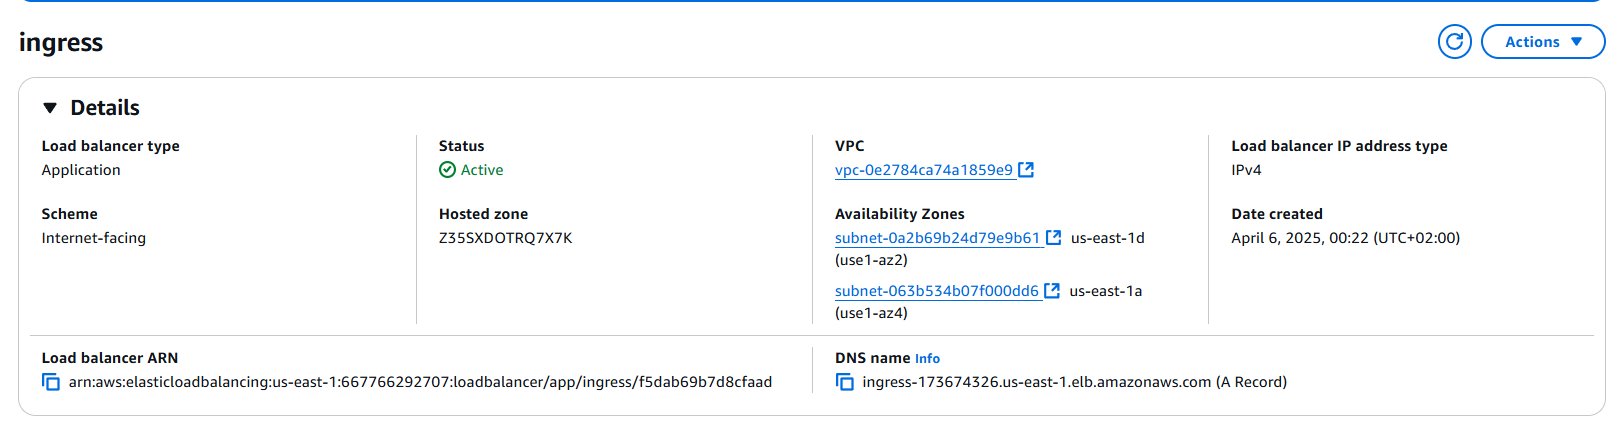 ingress
Actions
Details
Load balancer type
Application
Status
Active
VPC
vpc-0e2784ca74a1859e9
Load balancer IP address type
IPv4
Scheme
Internet-facing
Hosted zone
Z35SXDOTRQ7X7K
Availability Zones
subnet-0a2b69b24d79e9b61 us-east-1d
(use1-az2)
subnet-063b534b07f000dd6 us-east-1a
(use1-az4)
Date created
April 6, 2025, 00:22 (UTC+02:00)
Load balancer ARN
arn:aws:elasticloadbalancing:us-east-1:667766292707:loadbalancer/app/ingress/f5dab69b7d8cfaad
DNS name Info
ingress-173674326.us-east-1.elb.amazonaws.com (A Record)